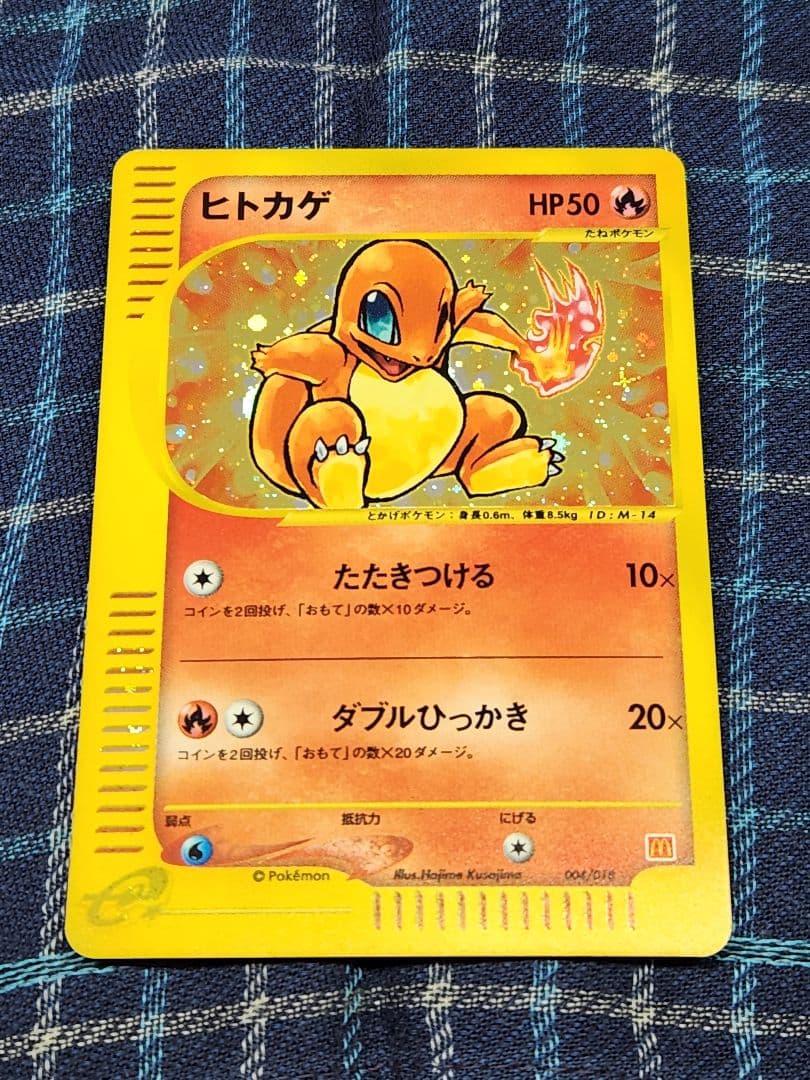 ヒトカゲ HP50
たねポケモン
とかげポケモン：身長0.6m、体重8.5kg ID:M-14
たたきつける 10×
コインを2回投げ、「おもて」の数×10ダメージ。
ダブルひっかき 20×
コインを2回投げ、「おもて」の数×20ダメージ。
弱点 抵抗力 にげる
© Pokémon Illus.Hajime Kusajima 004/018